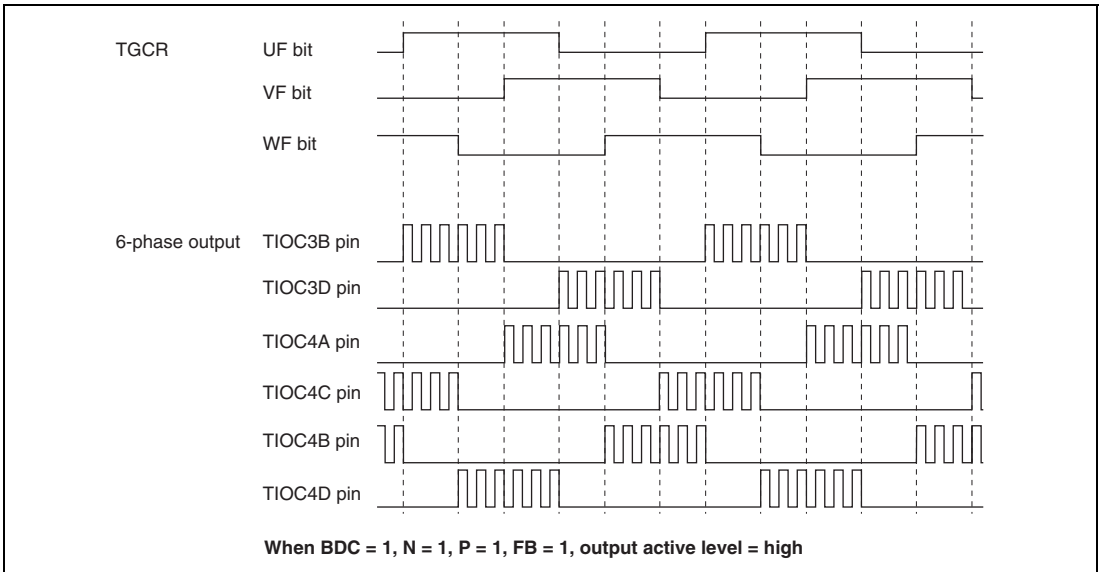 TGCR UF bit
VF bit
WF bit
6-phase output TIOC3B pin
TIOC3D pin
TIOC4A pin
TIOC4C pin
TIOC4B pin
TIOC4D pin
When BDC = 1, N = 1, P = 1, FB = 1, output active level = high